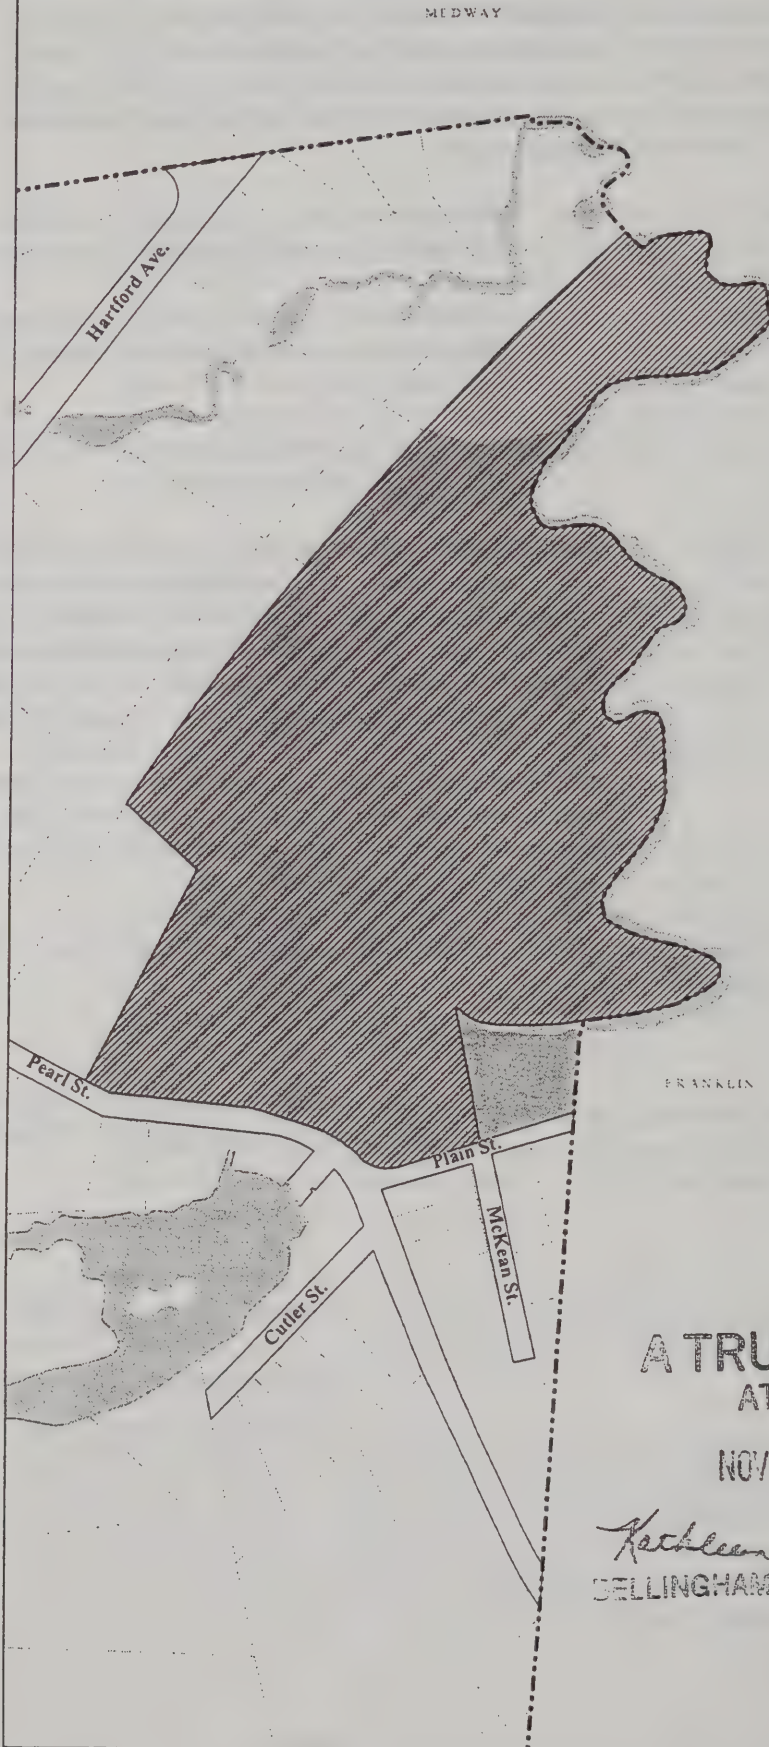 MEDWAY
Hartford Ave.
Pearl St.
FRANKLIN
Plain St.
McKean St.
Cutler St.
A TRU
AT
NOV
Kathleen
BELLINGHAM